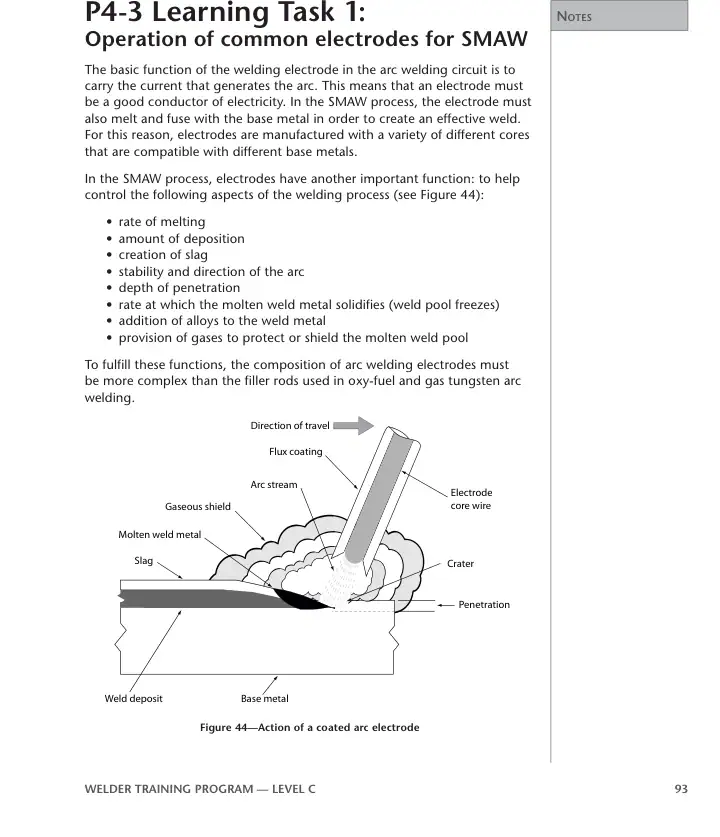 P4-3 Learning Task 1:
Operation of common electrodes for SMAW
NOTES
The basic function of the welding electrode in the arc welding circuit is to
carry the current that generates the arc. This means that an electrode must
be a good conductor of electricity. In the SMAW process, the electrode must
also melt and fuse with the base metal in order to create an effective weld.
For this reason, electrodes are manufactured with a variety of different cores
that are compatible with different base metals.
In the SMAW process, electrodes have another important function: to help
control the following aspects of the welding process (see Figure 44):
• rate of melting
• amount of deposition
• creation of slag
• stability and direction of the arc
• depth of penetration
• rate at which the molten weld metal solidifies (weld pool freezes)
• addition of alloys to the weld metal
• provision of gases to protect or shield the molten weld pool
To fulfill these functions, the composition of arc welding electrodes must
be more complex than the filler rods used in oxy-fuel and gas tungsten arc
welding.
Direction of travel
Flux coating
Arc stream
Electrode
core wire
Gaseous shield
Molten weld metal
Slag
Crater
Penetration
Weld deposit
Base metal
Figure 44—Action of a coated arc electrode
WELDER TRAINING PROGRAM — LEVEL C
93